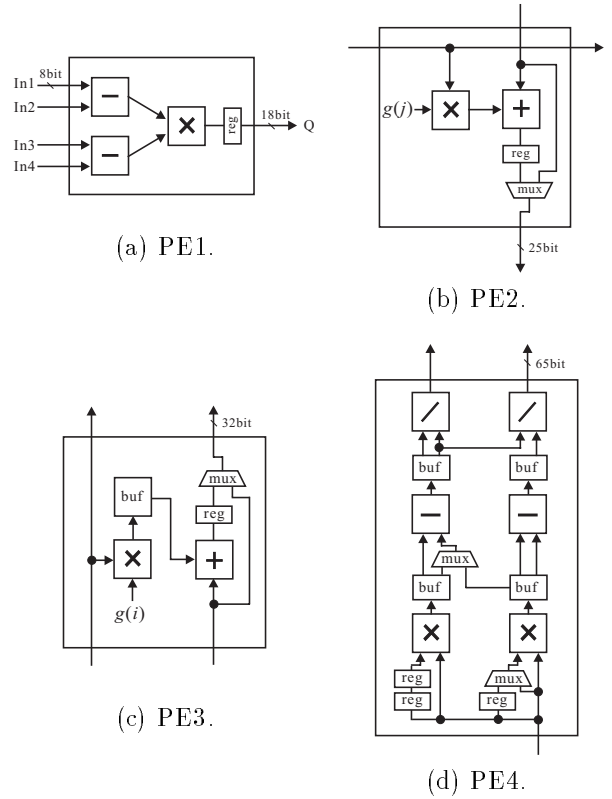 In1
8bit
In2
In3
In4
reg
18bit
Q
(a) PE1.
g(j)
reg
mux
25bit
(b) PE2.
32bit
mux
buf
reg
g(i)
(c) PE3.
65bit
buf
buf
mux
buf
buf
reg
mux
reg
reg
(d) PE4.